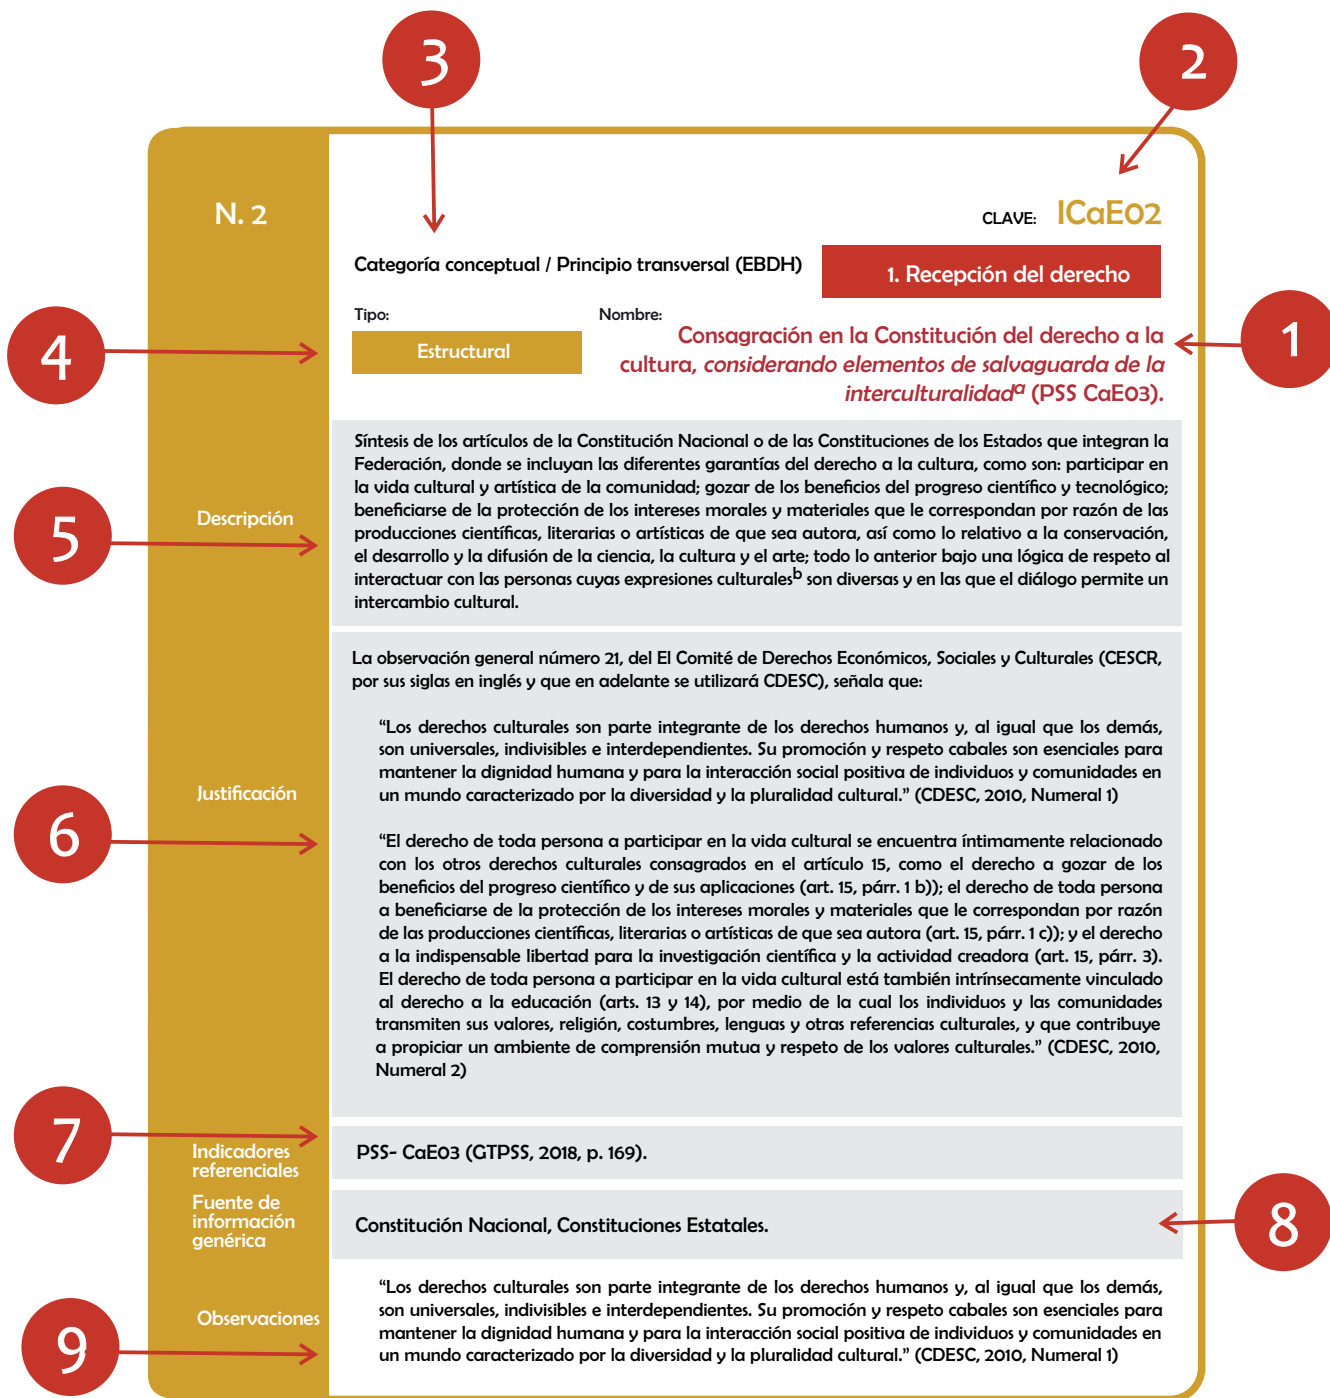 3
2
N. 2
CLAVE: ICaE02
Categoría conceptual / Principio transversal (EBDH)
1. Recepción del derecho
Tipo:
Estructural
Nombre:
Consagración en la Constitución del derecho a la
cultura, considerando elementos de salvaguarda de la
interculturalidadᵃ (PSS CaE03).
1
4
5
Descripción
Síntesis de los artículos de la Constitución Nacional o de las Constituciones de los Estados que integran la
Federación, donde se incluyan las diferentes garantías del derecho a la cultura, como son: participar en
la vida cultural y artística de la comunidad; gozar de los beneficios del progreso científico y tecnológico;
beneficiarse de la protección de los intereses morales y materiales que le correspondan por razón de las
producciones científicas, literarias o artísticas de que sea autora, así como lo relativo a la conservación,
el desarrollo y la difusión de la ciencia, la cultura y el arte; todo lo anterior bajo una lógica de respeto al
interactuar con las personas cuyas expresiones culturalesᵇ son diversas y en las que el diálogo permite un
intercambio cultural.
6
Justificación
La observación general número 21, del El Comité de Derechos Económicos, Sociales y Culturales (CESCR,
por sus siglas en inglés y que en adelante se utilizará CDESC), señala que:
“Los derechos culturales son parte integrante de los derechos humanos y, al igual que los demás,
son universales, indivisibles e interdependientes. Su promoción y respeto cabales son esenciales para
mantener la dignidad humana y para la interacción social positiva de individuos y comunidades en
un mundo caracterizado por la diversidad y la pluralidad cultural.” (CDESC, 2010, Numeral 1)
“El derecho de toda persona a participar en la vida cultural se encuentra íntimamente relacionado
con los otros derechos culturales consagrados en el artículo 15, como el derecho a gozar de los
beneficios del progreso científico y de sus aplicaciones (art. 15, párr. 1 b)); el derecho de toda persona
a beneficiarse de la protección de los intereses morales y materiales que le correspondan por razón
de las producciones científicas, literarias o artísticas de que sea autora (art. 15, párr. 1 c)); y el derecho
a la indispensable libertad para la investigación científica y la actividad creadora (art. 15, párr. 3).
El derecho de toda persona a participar en la vida cultural está también intrínsecamente vinculado
al derecho a la educación (arts. 13 y 14), por medio de la cual los individuos y las comunidades
transmiten sus valores, religión, costumbres, lenguas y otras referencias culturales, y que contribuye
a propiciar un ambiente de comprensión mutua y respeto de los valores culturales.” (CDESC, 2010,
Numeral 2)
7
Indicadores
referenciales
PSS- CaE03 (GTPSS, 2018, p. 169).
Fuente de
información
genérica
Constitución Nacional, Constituciones Estatales.
8
9
Observaciones
“Los derechos culturales son parte integrante de los derechos humanos y, al igual que los demás,
son universales, indivisibles e interdependientes. Su promoción y respeto cabales son esenciales para
mantener la dignidad humana y para la interacción social positiva de individuos y comunidades en
un mundo caracterizado por la diversidad y la pluralidad cultural.” (CDESC, 2010, Numeral 1)